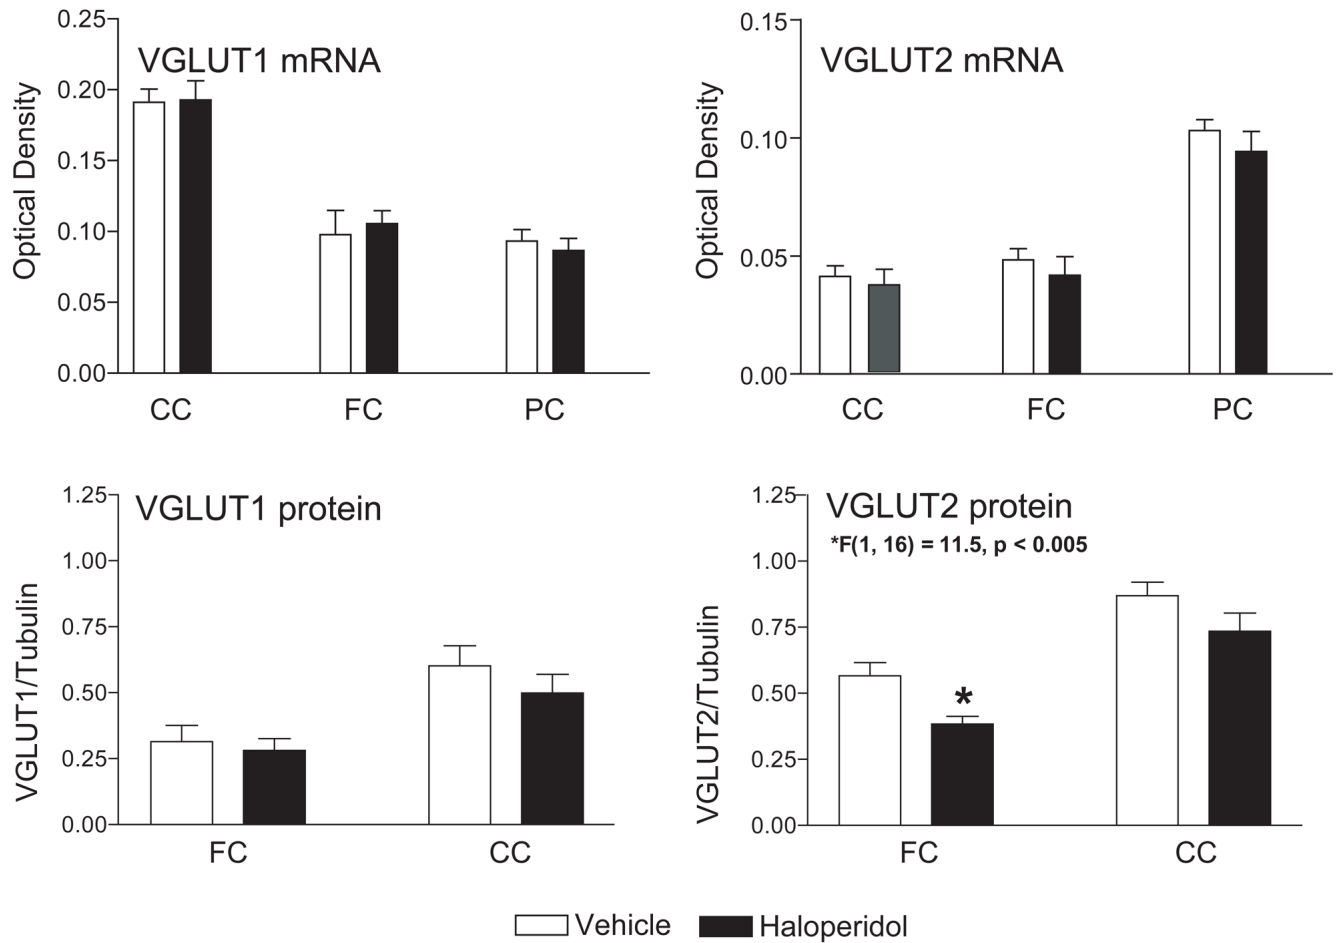 VGLUT1 mRNA
Optical Density
0.25
0.20
0.15
0.10
0.05
0.00
CC FC PC
VGLUT2 mRNA
Optical Density
0.15
0.10
0.05
0.00
CC FC PC
VGLUT1 protein
VGLUT1/Tubulin
1.25
1.00
0.75
0.50
0.25
0.00
FC CC
VGLUT2 protein
*F(1, 16) = 11.5, p < 0.005
VGLUT2/Tubulin
1.25
1.00
0.75
0.50
0.25
0.00
*
FC CC
Vehicle Haloperidol